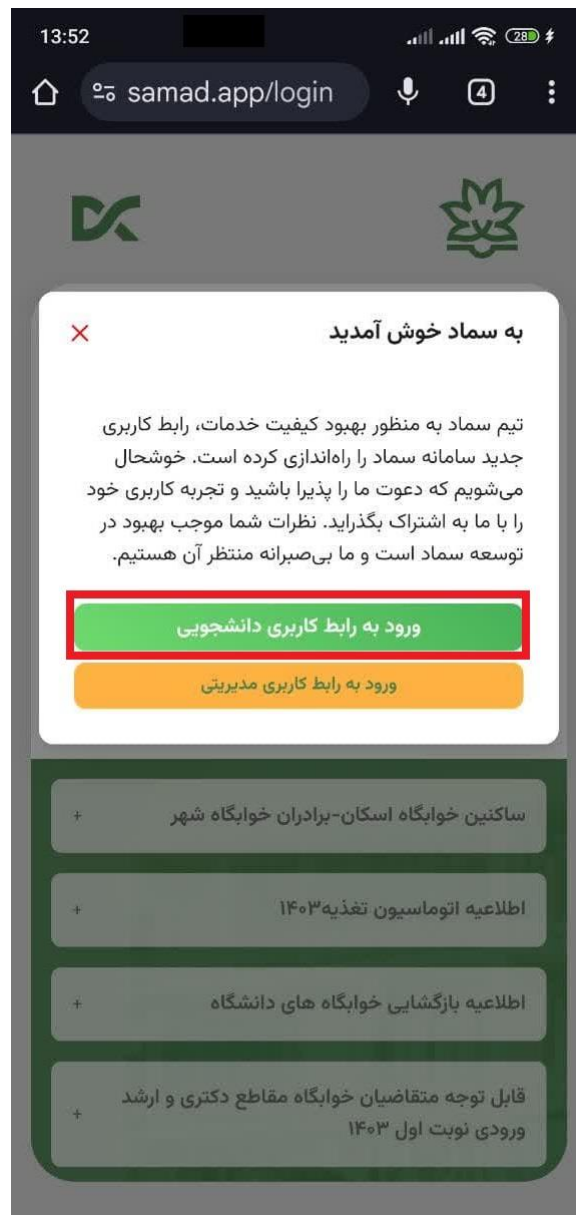 13:52
28
samad.app/login
4
به سماد خوش آمدید
تیم سماد به منظور بهبود کیفیت خدمات، رابط کاربری
جدید سامانه سماد را راه‌اندازی کرده است. خوشحال
می‌شویم که دعوت ما را پذیرا باشید و تجربه کاربری خود
را با ما به اشتراک بگذراید. نظرات شما موجب بهبود در
توسعه سماد است و ما بی‌صبرانه منتظر آن هستیم.
ورود به رابط کاربری دانشجویی
ورود به رابط کاربری مدیریتی
ساکنین خوابگاه اسکان-برادران خوابگاه شهر +
اطلاعیه اتوماسیون تغذیه۱۴۰۳ +
اطلاعیه بازگشایی خوابگاه های دانشگاه +
قابل توجه متقاضیان خوابگاه مقاطع دکتری و ارشد +
ورودی نوبت اول ۱۴۰۳